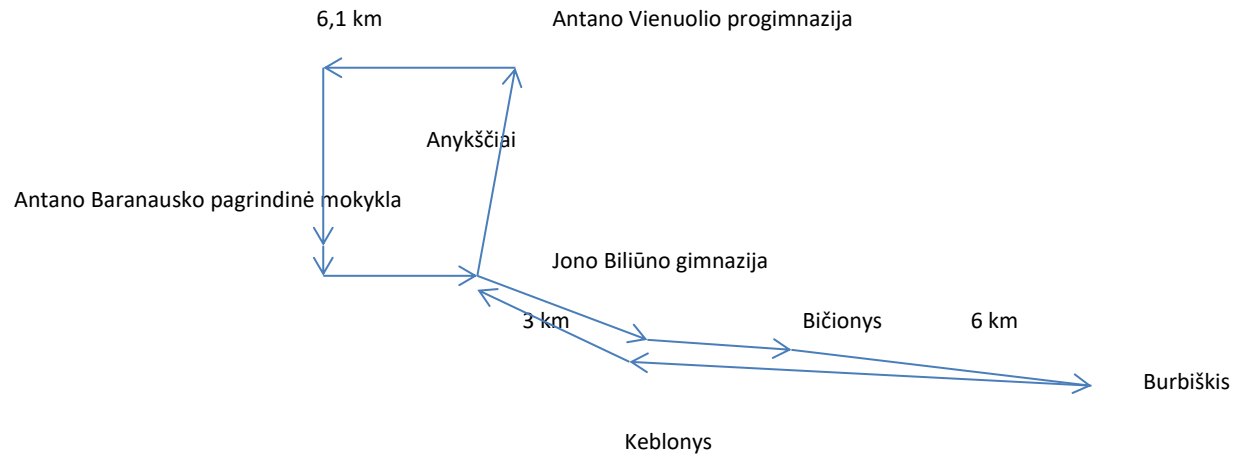 6,1 km
Antano Vienuolio progimnazija
Anykščiai
Antano Baranausko pagrindinė mokykla
Jono Biliūno gimnazija
3 km
Bičionys
6 km
Burbiškis
Keblonys